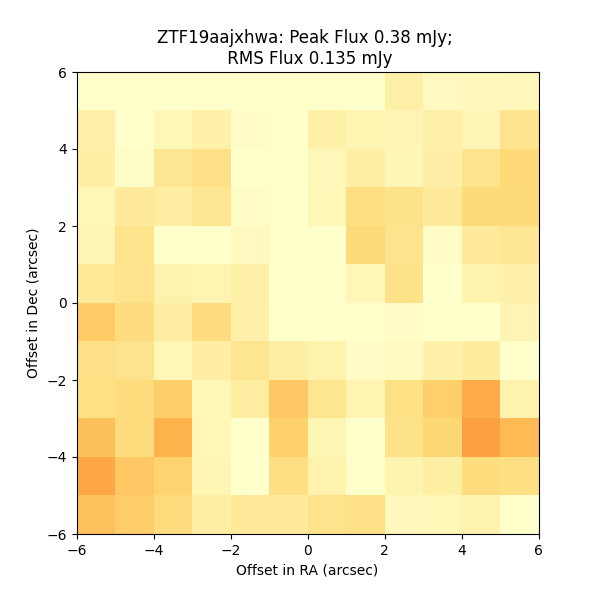 ZTF19aajxhwa: Peak Flux 0.38 mJy;
RMS Flux 0.135 mJy
6
4
2
0
−2
−4
−6
Offset in Dec (arcsec)
−6 −4 −2 0 2 4 6
Offset in RA (arcsec)